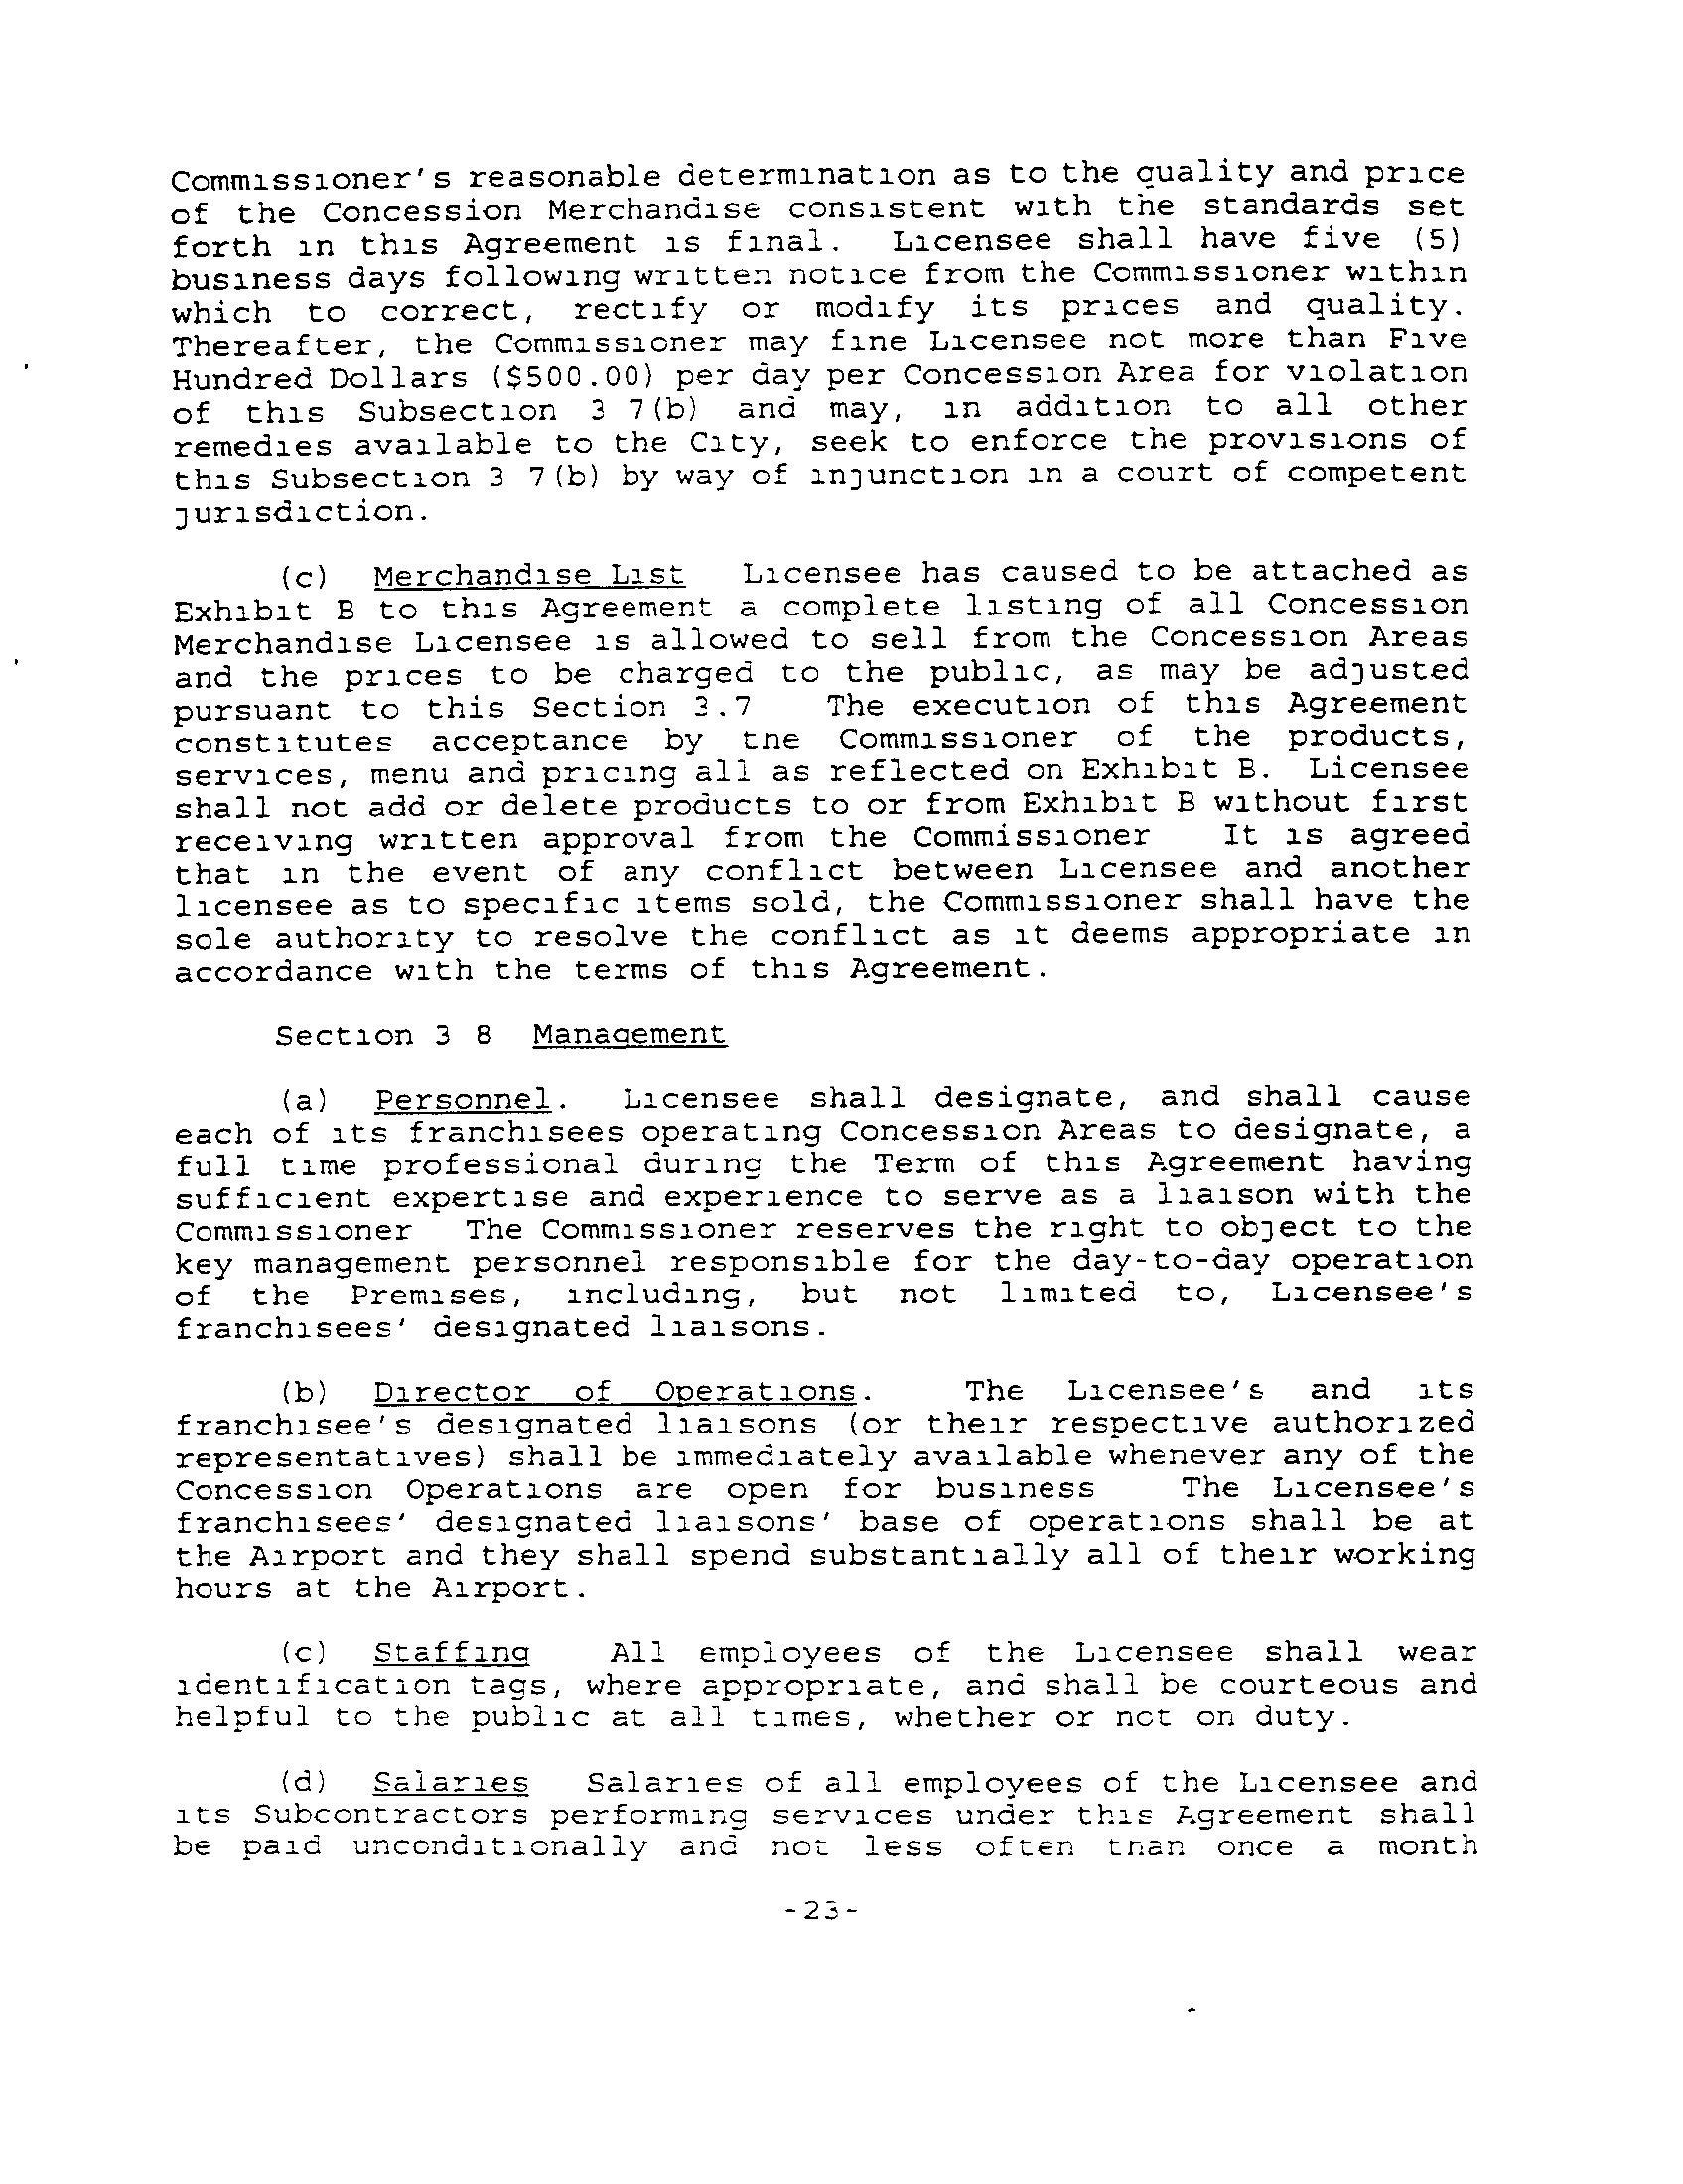 Commissioner's reasonable determination as to the quality and price
of the Concession Merchandise consistent with the standards set
forth in this Agreement is final. Licensee shall have five (5)
business days following written notice from the Commissioner within
which to correct, rectify or modify its prices and quality.
Thereafter, the Commissioner may fine Licensee not more than Five
Hundred Dollars ($500.00) per day per Concession Area for violation
of this Subsection 3 7(b) and may, in addition to all other
remedies available to the City, seek to enforce the provisions of
this Subsection 3 7(b) by way of injunction in a court of competent
jurisdiction.
(c) Merchandise List Licensee has caused to be attached as
Exhibit B to this Agreement a complete listing of all Concession
Merchandise Licensee is allowed to sell from the Concession Areas
and the prices to be charged to the public, as may be adjusted
pursuant to this Section 3.7 The execution of this Agreement
constitutes acceptance by the Commissioner of the products,
services, menu and pricing all as reflected on Exhibit B. Licensee
shall not add or delete products to or from Exhibit B without first
receiving written approval from the Commissioner It is agreed
that in the event of any conflict between Licensee and another
licensee as to specific items sold, the Commissioner shall have the
sole authority to resolve the conflict as it deems appropriate in
accordance with the terms of this Agreement.
Section 3 8 Management
(a) Personnel. Licensee shall designate, and shall cause
each of its franchisees operating Concession Areas to designate, a
full time professional during the Term of this Agreement having
sufficient expertise and experience to serve as a liaison with the
Commissioner The Commissioner reserves the right to object to the
key management personnel responsible for the day-to-day operation
of the Premises, including, but not limited to, Licensee's
franchisees' designated liaisons.
(b) Director of Operations. The Licensee's and its
franchisee's designated liaisons (or their respective authorized
representatives) shall be immediately available whenever any of the
Concession Operations are open for business The Licensee's
franchisees' designated liaisons' base of operations shall be at
the Airport and they shall spend substantially all of their working
hours at the Airport.
(c) Staffing All employees of the Licensee shall wear
identification tags, where appropriate, and shall be courteous and
helpful to the public at all times, whether or not on duty.
(d) Salaries Salaries of all employees of the Licensee and
its Subcontractors performing services under this Agreement shall
be paid unconditionally and not less often than once a month
-23-